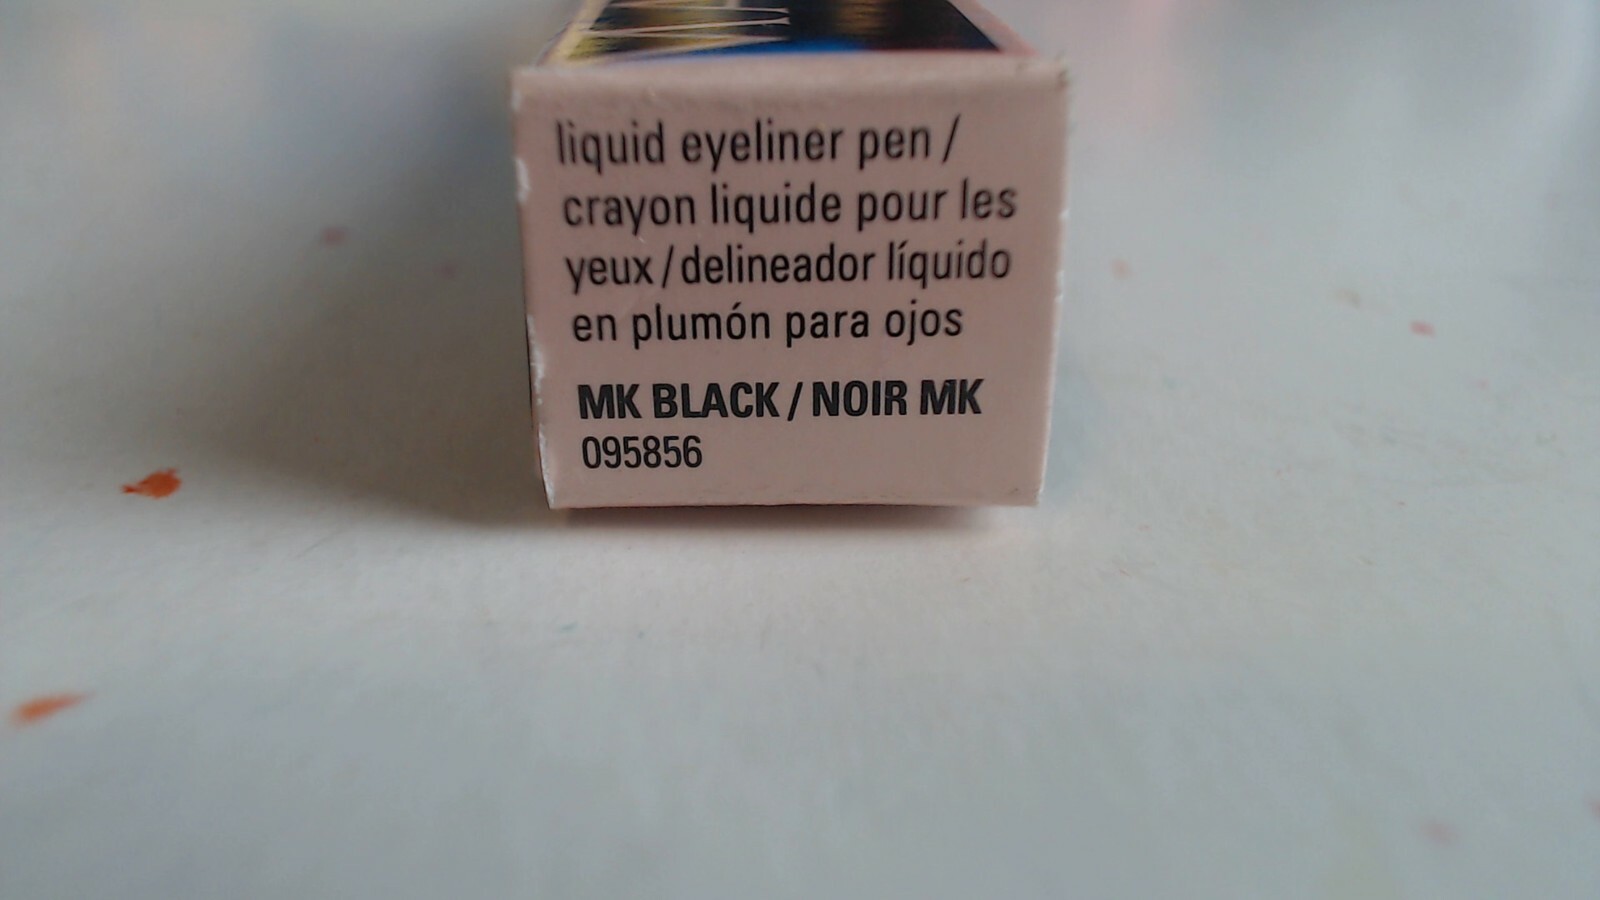 liquid eyeliner pen /
crayon liquide pour les
yeux / delineador líquido
en plumón para ojos
MK BLACK / NOIR MK
095856